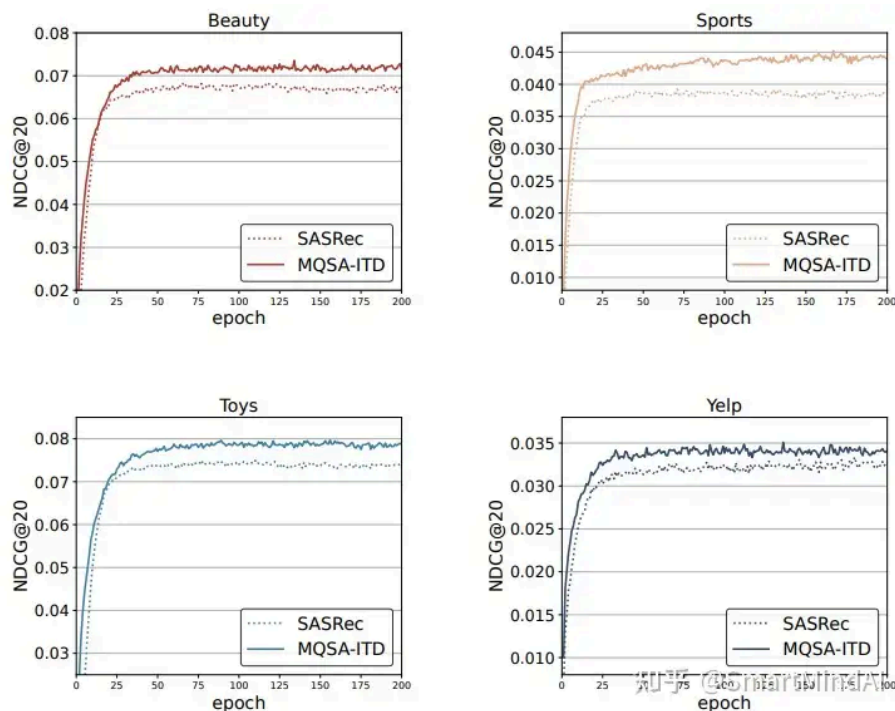 Beauty
0.08
0.07
0.06
0.05
0.04
0.03
0.02
NDCG@20
0 25 50 75 100 125 150 175 200
epoch
SASRec
MQSA-ITD
Sports
0.045
0.040
0.035
0.030
0.025
0.020
0.015
0.010
NDCG@20
0 25 50 75 100 125 150 175 200
epoch
SASRec
MQSA-ITD
Toys
0.08
0.07
0.06
0.05
0.04
0.03
NDCG@20
0 25 50 75 100 125 150 175 200
epoch
SASRec
MQSA-ITD
Yelp
0.035
0.030
0.025
0.020
0.015
0.010
NDCG@20
0 25 50 75 100 125 150 175 200
epoch
SASRec
MQSA-ITD
知乎 @SmartMindAI